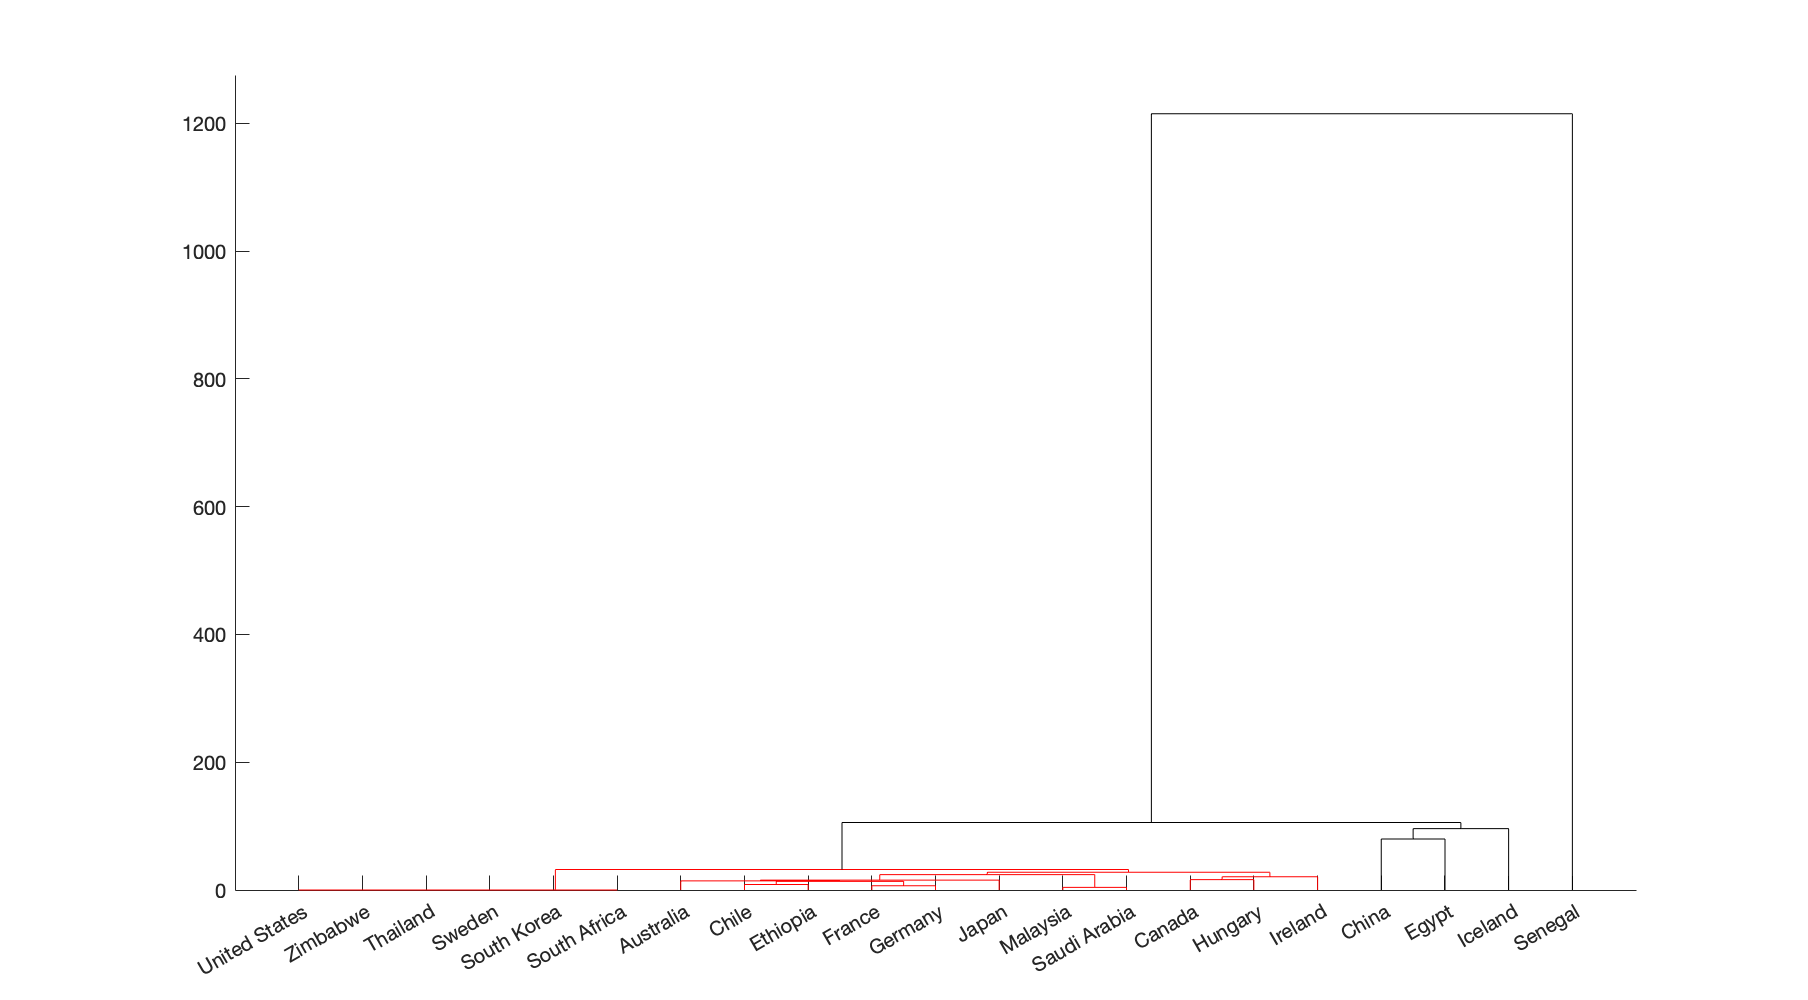 1200
1000
800
600
400
200
0
United States
Zimbabwe
Thailand
Sweden
South Korea
South Africa
Australia
Chile
Ethiopia
France
Germany
Japan
Malaysia
Saudi Arabia
Canada
Hungary
Ireland
China
Egypt
Iceland
Senegal